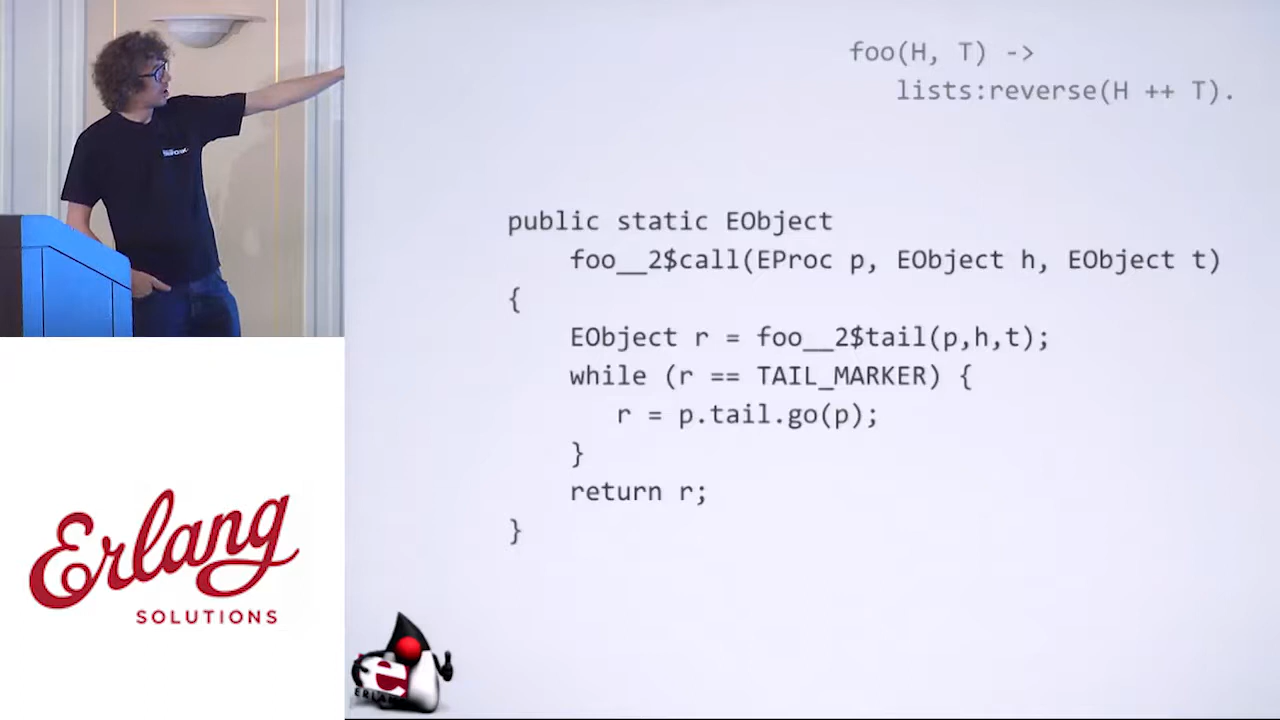 foo(H, T) ->
lists:reverse(H ++ T).
public static EObject
foo__2$call(EProc p, EObject h, EObject t)
{
EObject r = foo__2$tail(p,h,t);
while (r == TAIL_MARKER) {
r = p.tail.go(p);
}
return r;
}
Erlang
SOLUTIONS
e